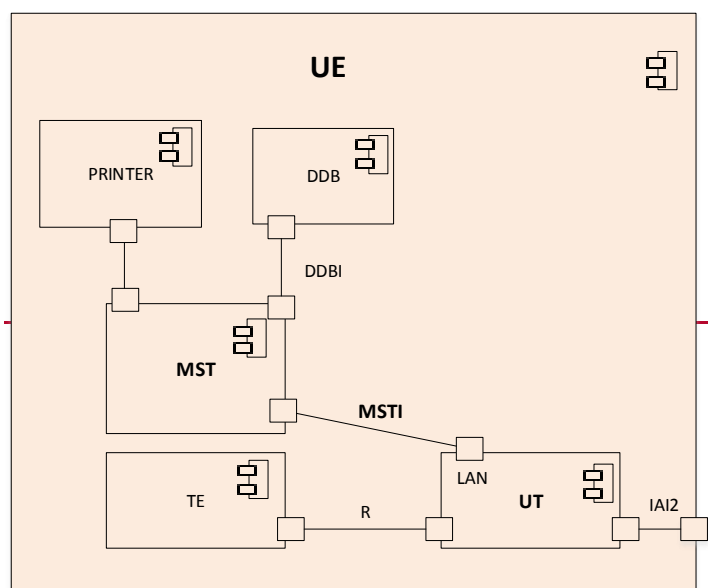 UE
PRINTER
DDB
DDBI
MST
MSTI
LAN
TE
R
UT
IAI2